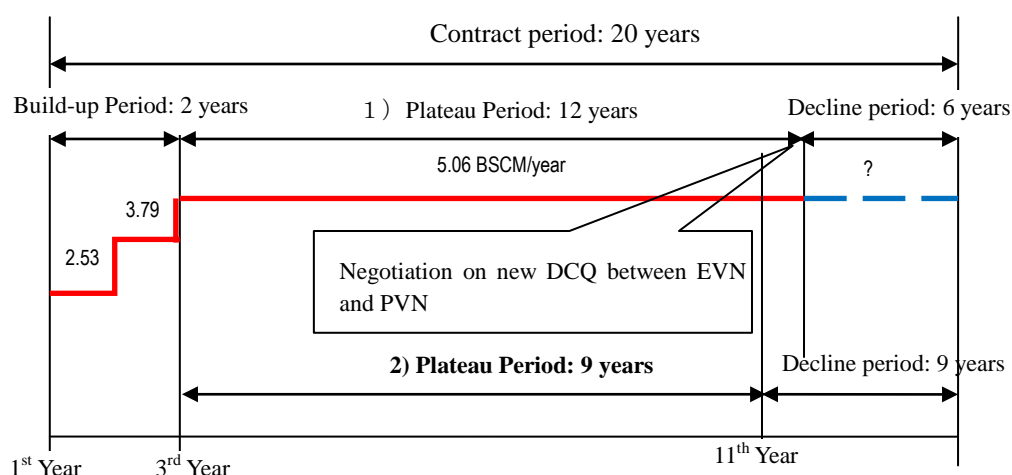 Contract period: 20 years
Build-up Period: 2 years
1） Plateau Period: 12 years
Decline period: 6 years
5.06 BSCM/year
?
3.79
2.53
Negotiation on new DCQ between EVN
and PVN
2) Plateau Period: 9 years
Decline period: 9 years
1st Year
3rd Year
11th Year